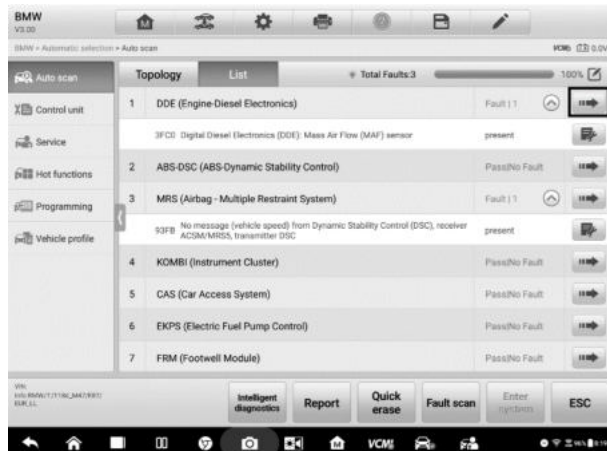 BMW
V3.00
BMW > Automatic selection > Auto scan
VCMI 0.0V
Auto scan
Control unit
Service
Hot functions
Programming
Vehicle profile
Topology List Total Faults:3 100%
1 DDE (Engine-Diesel Electronics) Fault | 1
3FC0 Digital Diesel Electronics (DDE): Mass Air Flow (MAF) sensor present
2 ABS-DSC (ABS-Dynamic Stability Control) Pass|No Fault
3 MRS (Airbag - Multiple Restraint System) Fault | 1
93FB No message (vehicle speed) from Dynamic Stability Control (DSC), receiver
ACSM/MRS5, transmitter DSC present
4 KOMBI (Instrument Cluster) Pass|No Fault
5 CAS (Car Access System) Pass|No Fault
6 EKPS (Electric Fuel Pump Control) Pass|No Fault
7 FRM (Footwell Module) Pass|No Fault
VIN:
Intelligent
diagnostics
Report
Quick
erase
Fault scan
Enter
system
ESC
VCMI